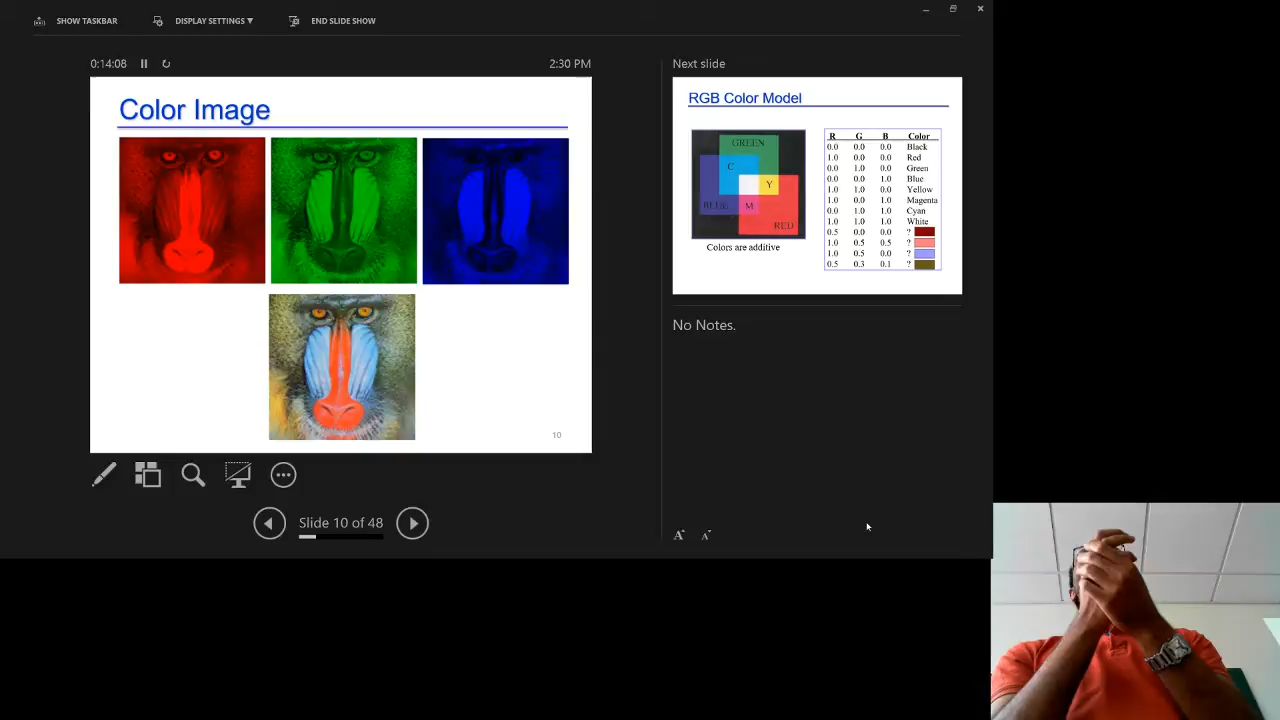 SHOW TASKBAR
DISPLAY SETTINGS ▼
END SLIDE SHOW
0:14:08
2:30 PM
Color Image
10
Slide 10 of 48
Next slide
RGB Color Model
GREEN
C
Y
BLUE
M
RED
Colors are additive
R G B Color
0.0 0.0 0.0 Black
1.0 0.0 0.0 Red
0.0 1.0 0.0 Green
0.0 0.0 1.0 Blue
1.0 1.0 0.0 Yellow
1.0 0.0 1.0 Magenta
0.0 1.0 1.0 Cyan
1.0 1.0 1.0 White
0.5 0.0 0.0 ?
1.0 0.5 0.5 ?
1.0 0.5 0.0 ?
0.5 0.3 0.1 ?
No Notes.
A A